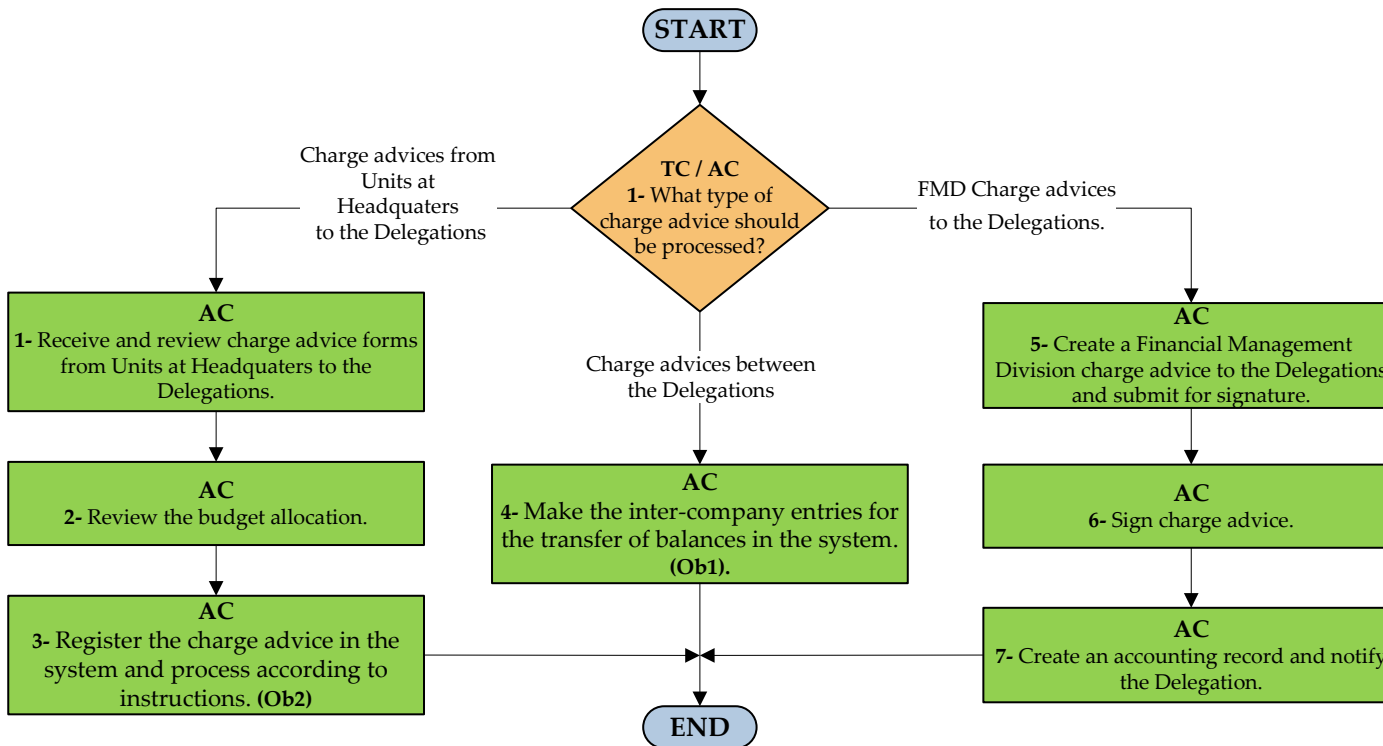 START
Charge advices from
Units at
Headquaters
to the Delegations
TC / AC
1- What type of
charge advice should
be processed?
FMD Charge advices
to the Delegations.
AC
1- Receive and review charge advice forms
from Units at Headquaters to the
Delegations.
Charge advices between
the Delegations
AC
5- Create a Financial Management
Division charge advice to the Delegations
and submit for signature.
AC
2- Review the budget allocation.
AC
4- Make the inter-company entries for
the transfer of balances in the system.
(Ob1).
AC
6- Sign charge advice.
AC
3- Register the charge advice in the
system and process according to
instructions. (Ob2)
AC
7- Create an accounting record and notify
the Delegation.
END